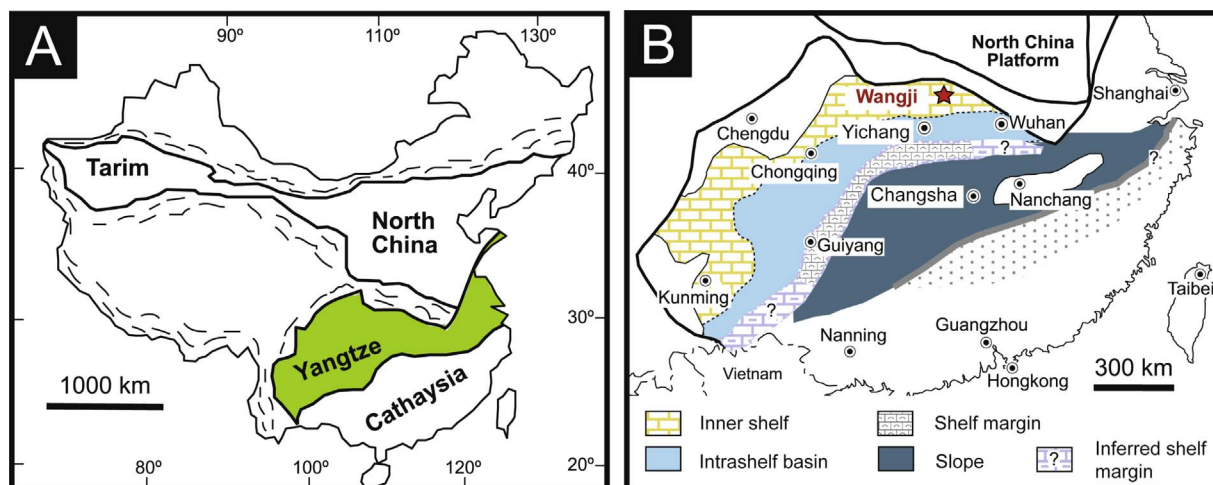 A
90º
110º
130º
Tarim
40º
North
China
30º
Yangtze
1000 km
Cathaysia
20º
80º
100º
120º
B
North China
Platform
Shanghai
Wangji
Chengdu
Yichang
Wuhan
?
?
Chongqing
Changsha
Nanchang
Guiyang
Kunming
Taibei
?
Nanning
Guangzhou
Vietnam
Hongkong
300 km
Inner shelf
Shelf margin
Intrashelf basin
Slope
?
Inferred shelf
margin